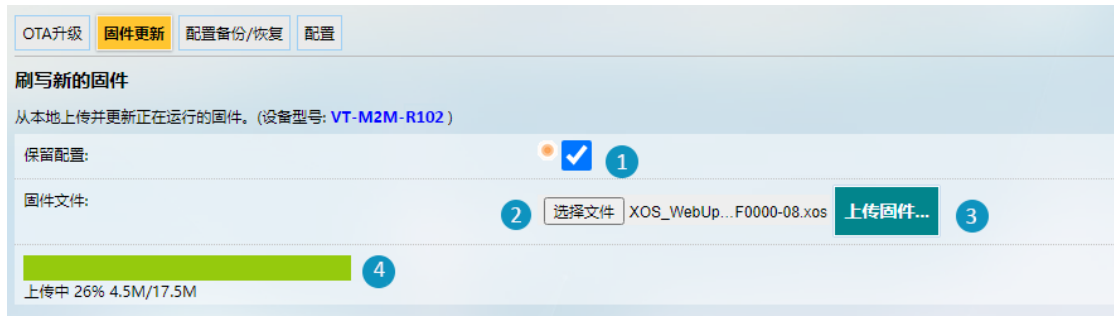 OTA升级 固件更新 配置备份/恢复 配置
刷写新的固件
从本地上传并更新正在运行的固件。(设备型号: VT-M2M-R102 )
保留配置: 1
固件文件: 2 选择文件 XOS_WebUp...F0000-08.xos 上传固件... 3
4
上传中 26% 4.5M/17.5M